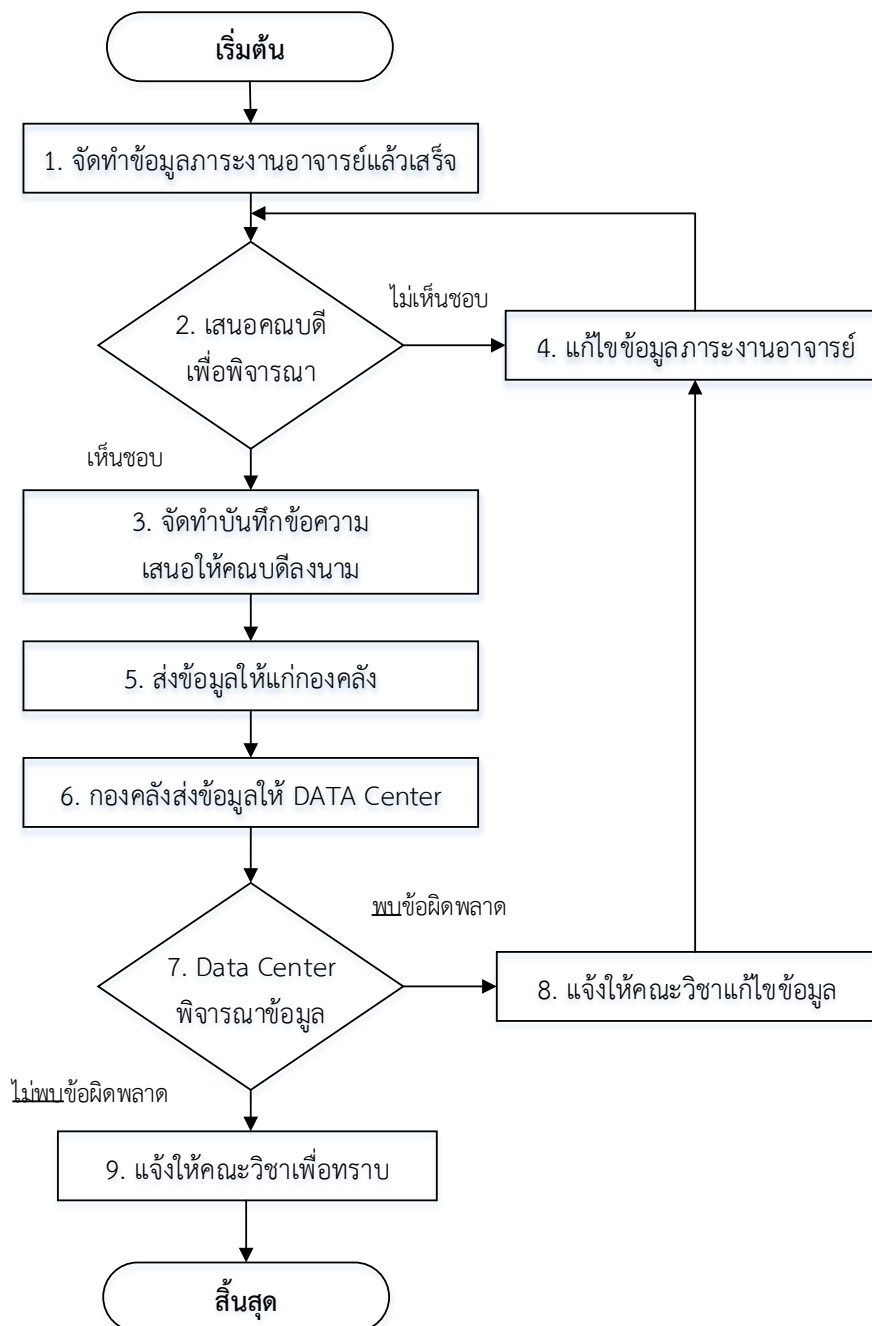 เริ่มต้น
1. จัดทำข้อมูลภาระงานอาจารย์แล้วเสร็จ
ไม่เห็นชอบ
2. เสนอคณบดี
เพื่อพิจารณา
4. แก้ไขข้อมูลภาระงานอาจารย์
เห็นชอบ
3. จัดทำบันทึกข้อความ
เสนอให้คณบดีลงนาม
5. ส่งข้อมูลให้แก่กองคลัง
6. กองคลังส่งข้อมูลให้ DATA Center
พบข้อผิดพลาด
7. Data Center
พิจารณาข้อมูล
8. แจ้งให้คณะวิชาแก้ไขข้อมูล
ไม่พบข้อผิดพลาด
9. แจ้งให้คณะวิชาเพื่อทราบ
สิ้นสุด